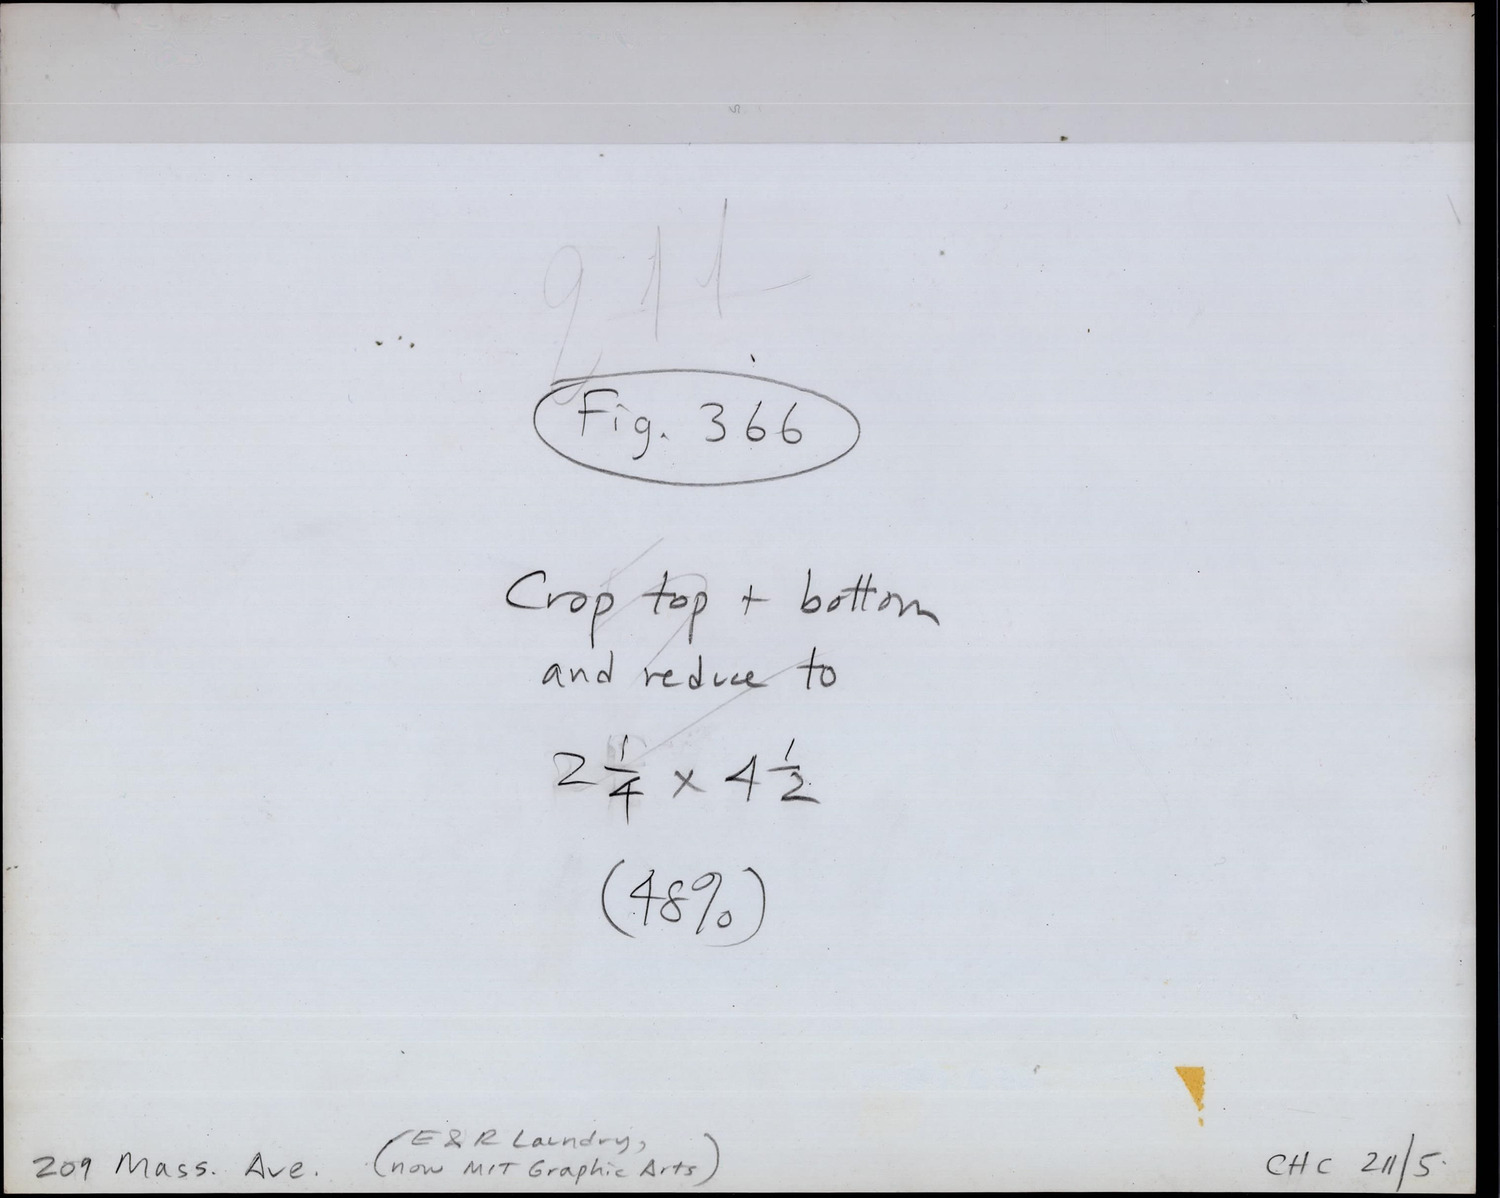 211
Fig. 366
Crop top + bottom
and reduce to
2 1/4 x 4 1/2
(48%)
209 Mass. Ave. (E & R Laundry,
now MIT Graphic Arts)
CHC 211/5